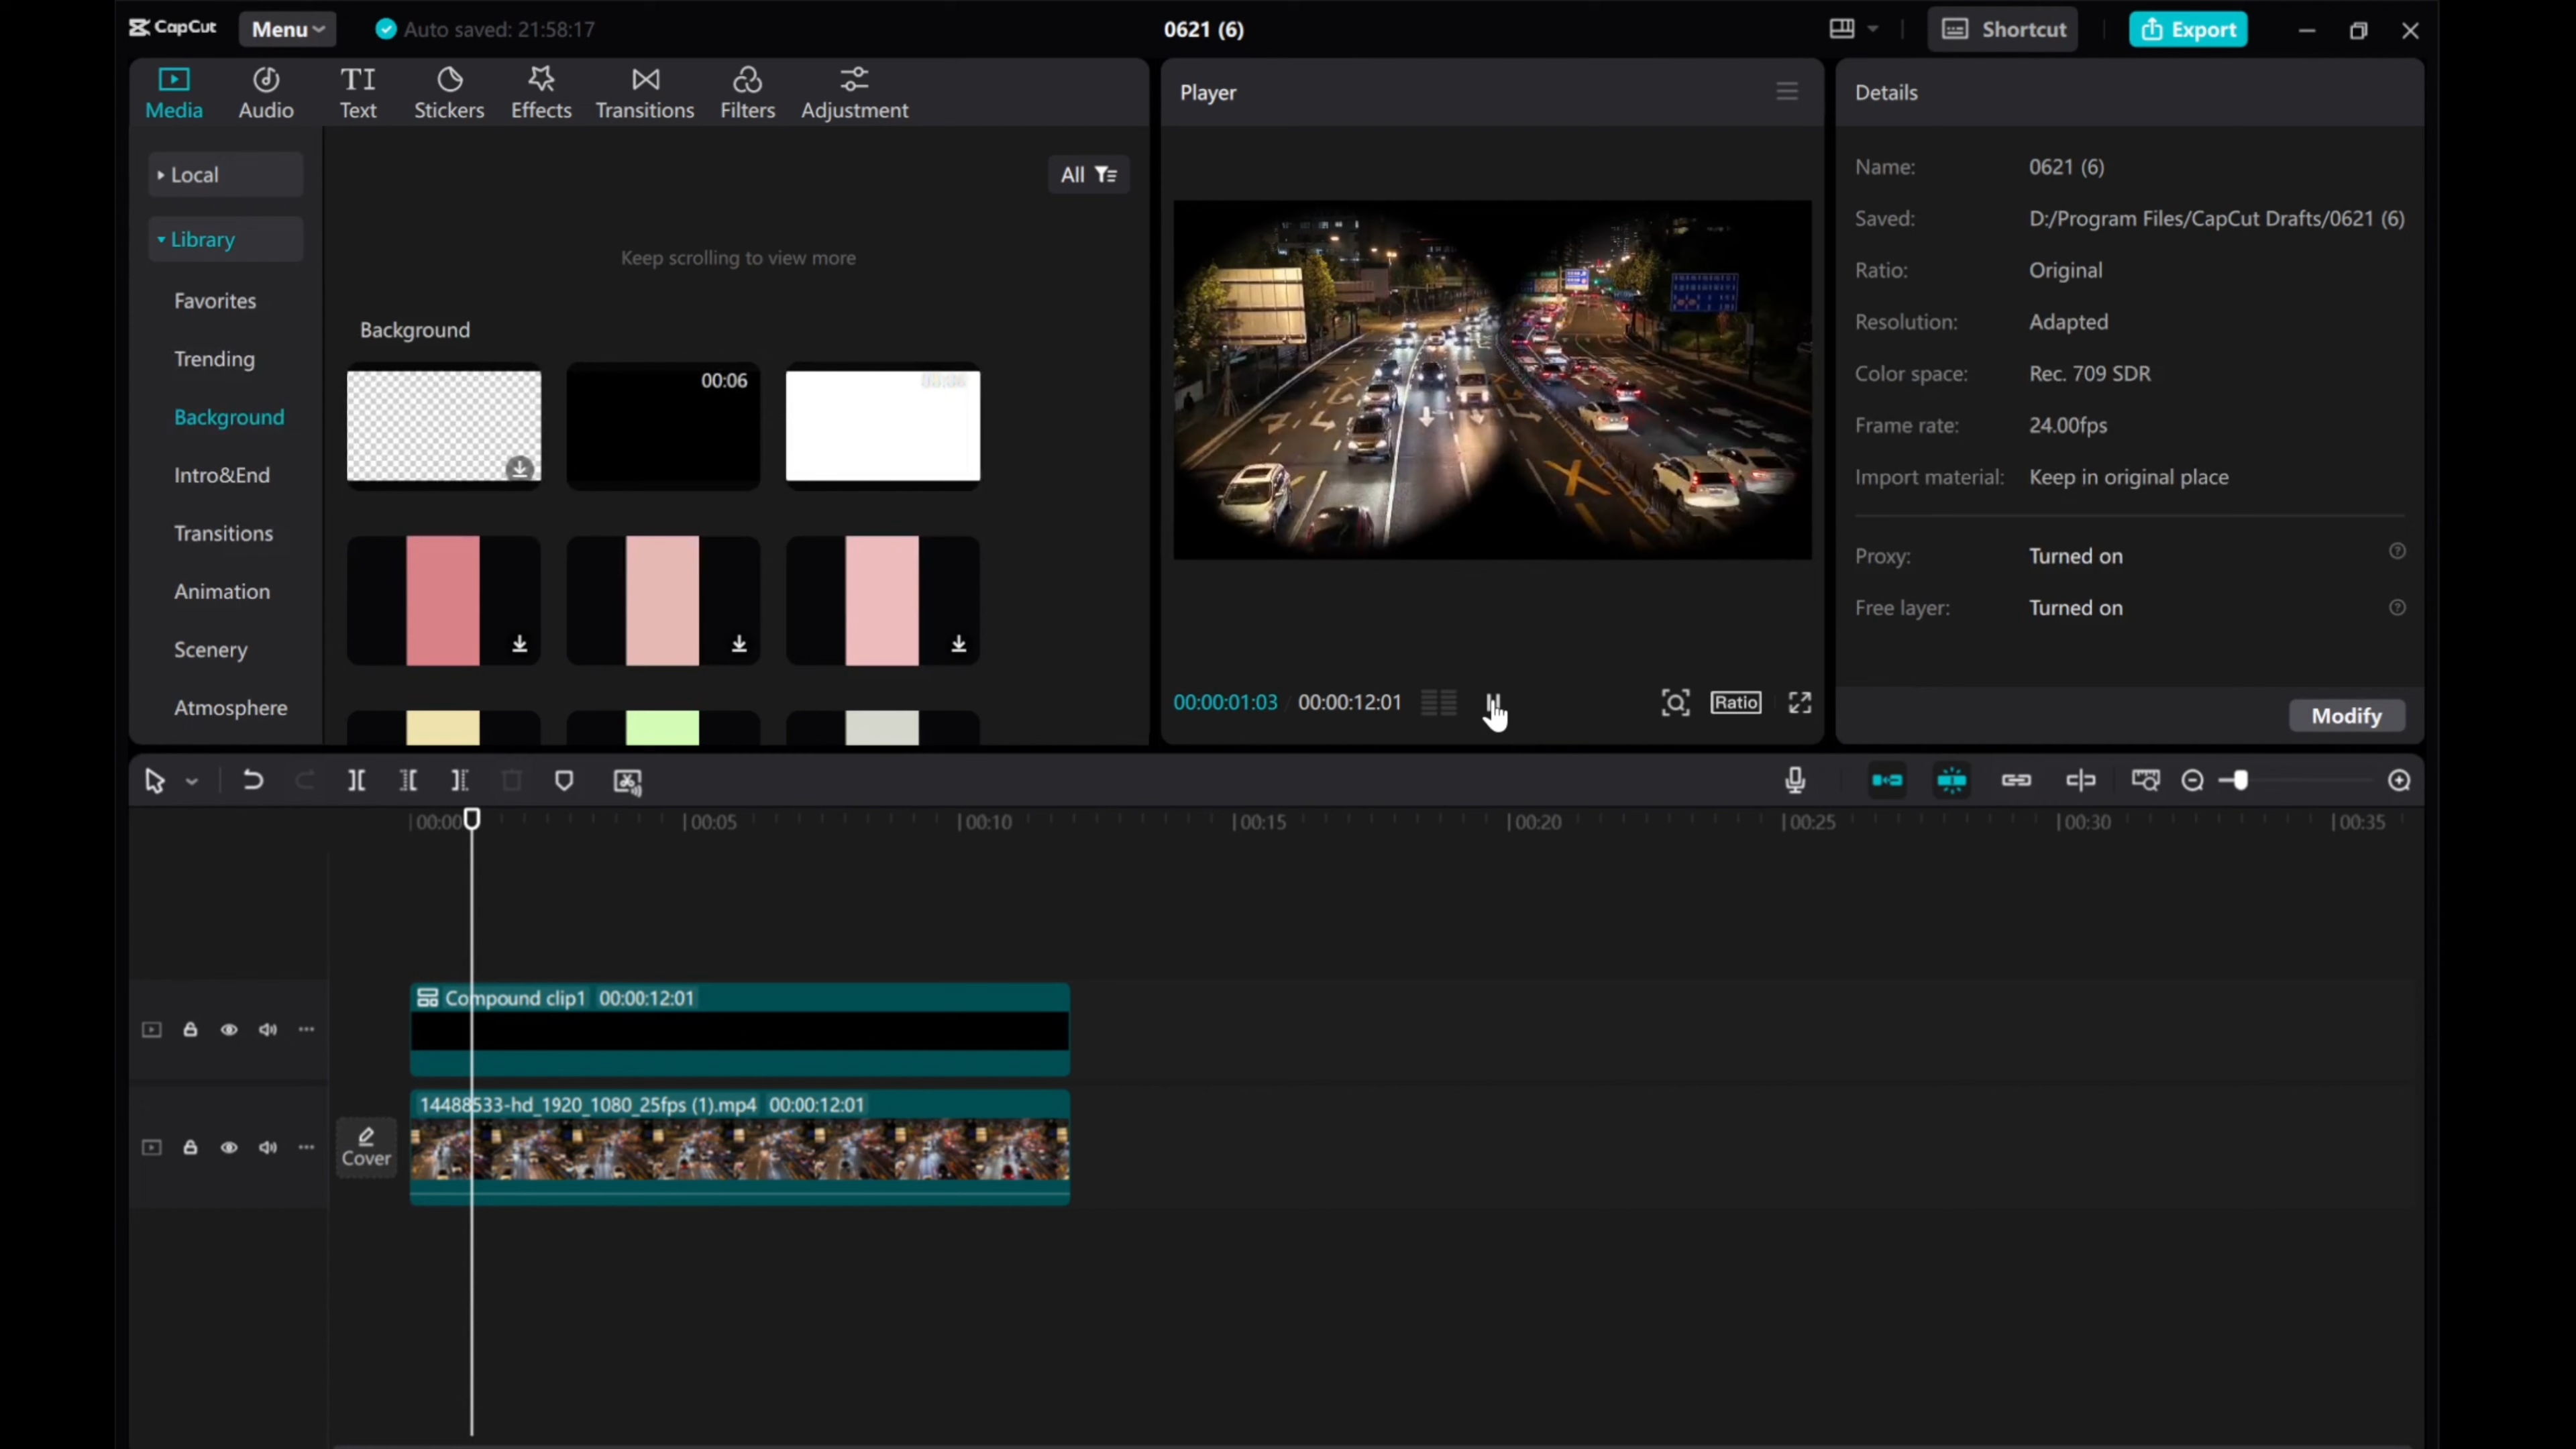 CapCut
Menu
Auto saved: 21:58:17
0621 (6)
Shortcut
Export
Media
Audio
TI
Text
Stickers
Effects
Transitions
Filters
Adjustment
Local
Library
Favorites
Trending
Background
Intro&End
Transitions
Animation
Scenery
Atmosphere
All
Keep scrolling to view more
Background
00:06
Player
00:00:01:03
00:00:12:01
Ratio
Details
Name:
0621 (6)
Saved:
D:/Program Files/CapCut Drafts/0621 (6)
Ratio:
Original
Resolution:
Adapted
Color space:
Rec. 709 SDR
Frame rate:
24.00fps
Import material:
Keep in original place
Proxy:
Turned on
Free layer:
Turned on
Modify
00:00
00:05
00:10
00:15
00:20
00:25
00:30
00:35
Compound clip1 00:00:12:01
14488533-hd_1920_1080_25fps (1).mp4 00:00:12:01
Cover